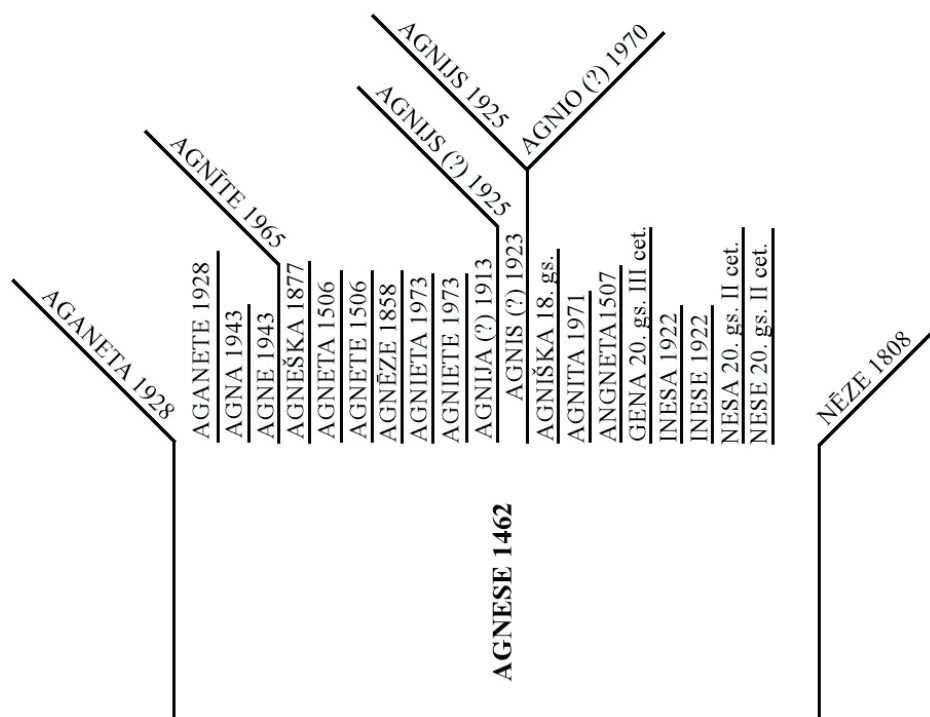 AGANETA 1928
AGANETE 1928
AGNA 1943
AGNE 1943
AGNĪTE 1965
AGNEŠKA 1877
AGNETA 1506
AGNETE 1506
AGNĒZE 1858
AGNIETA 1973
AGNIETE 1973
AGNIJA (?) 1913
AGNIJS (?) 1925
AGNIS (?) 1923
AGNIJS 1925
AGNIO (?) 1970
AGNIŠKA 18. gs.
AGNITA 1971
ANGNETA1507
GENA 20. gs. III cet.
INESA 1922
INESE 1922
NESA 20. gs. II cet.
NESE 20. gs. II cet.
NĒZE 1808
AGNESE 1462